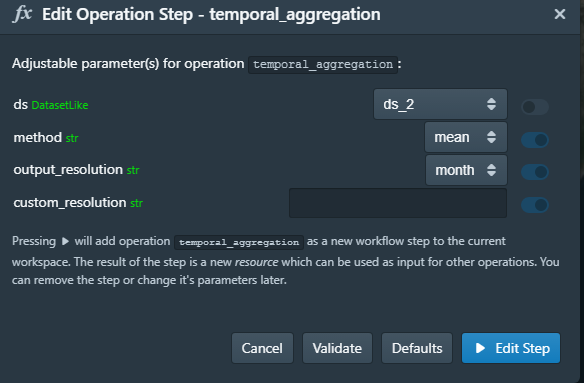 fx Edit Operation Step - temporal_aggregation ×
Adjustable parameter(s) for operation temporal_aggregation :
ds DatasetLike ds_2
method str mean
output_resolution str month
custom_resolution str
Pressing ▶ will add operation temporal_aggregation as a new workflow step to the current
workspace. The result of the step is a new resource which can be used as input for other operations. You
can remove the step or change it's parameters later.
Cancel Validate Defaults ▶ Edit Step